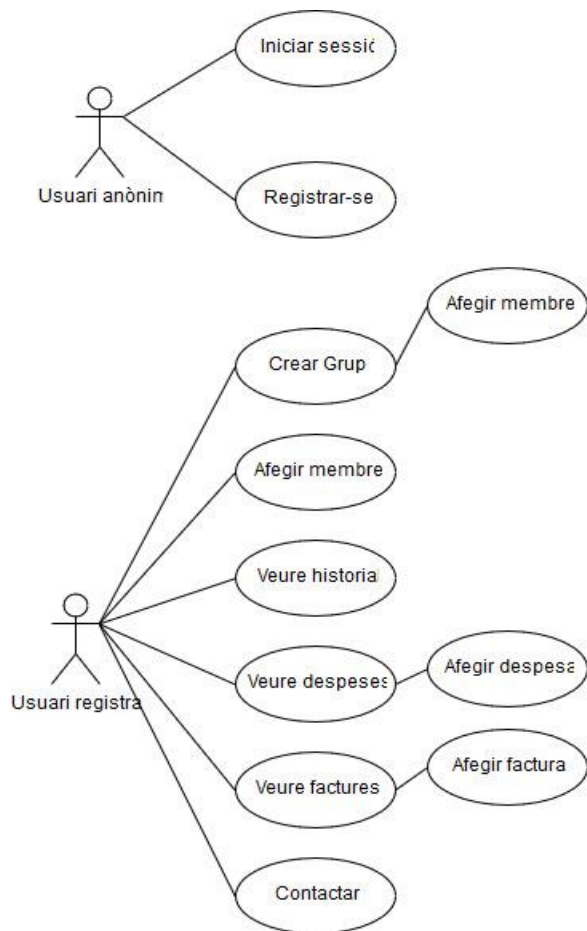 Iniciar sessió
Usuari anònim
Registrar-se
Afegir membre
Crear Grup
Afegir membre
Veure historial
Usuari registra
Veure despeses
Afegir despesa
Veure factures
Afegir factura
Contactar